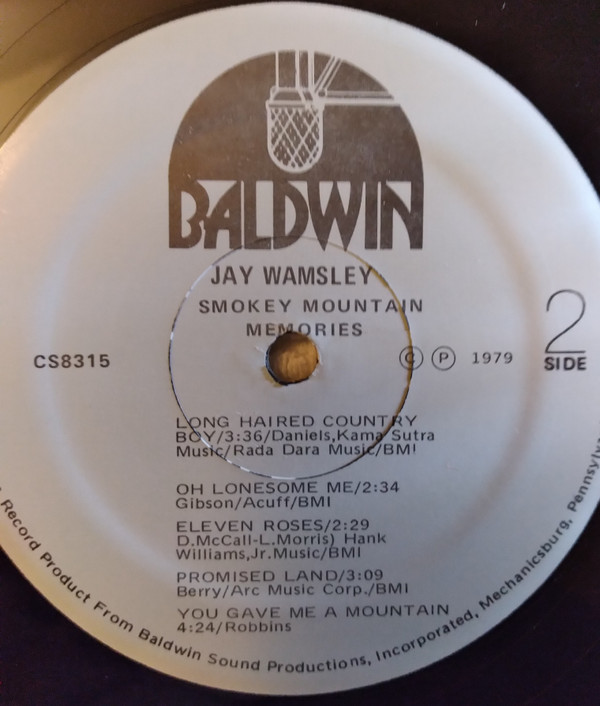 BALDWIN
JAY WAMSLEY
SMOKEY MOUNTAIN
MEMORIES
CS8315
Ⓒ Ⓟ 1979
2
SIDE
LONG HAIRED COUNTRY
BOY/3:36/Daniels,Kama Sutra
Music/Rada Dara Music/BMI
OH LONESOME ME/2:34
Gibson/Acuff/BMI
ELEVEN ROSES/2:29
D.McCall-L.Morris) Hank
Williams,Jr.Music/BMI
PROMISED LAND/3:09
Berry/Arc Music Corp./BMI
YOU GAVE ME A MOUNTAIN
4:24/Robbins
Record Product From Baldwin Sound Productions, Incorporated, Mechanicsburg, Pennsylva